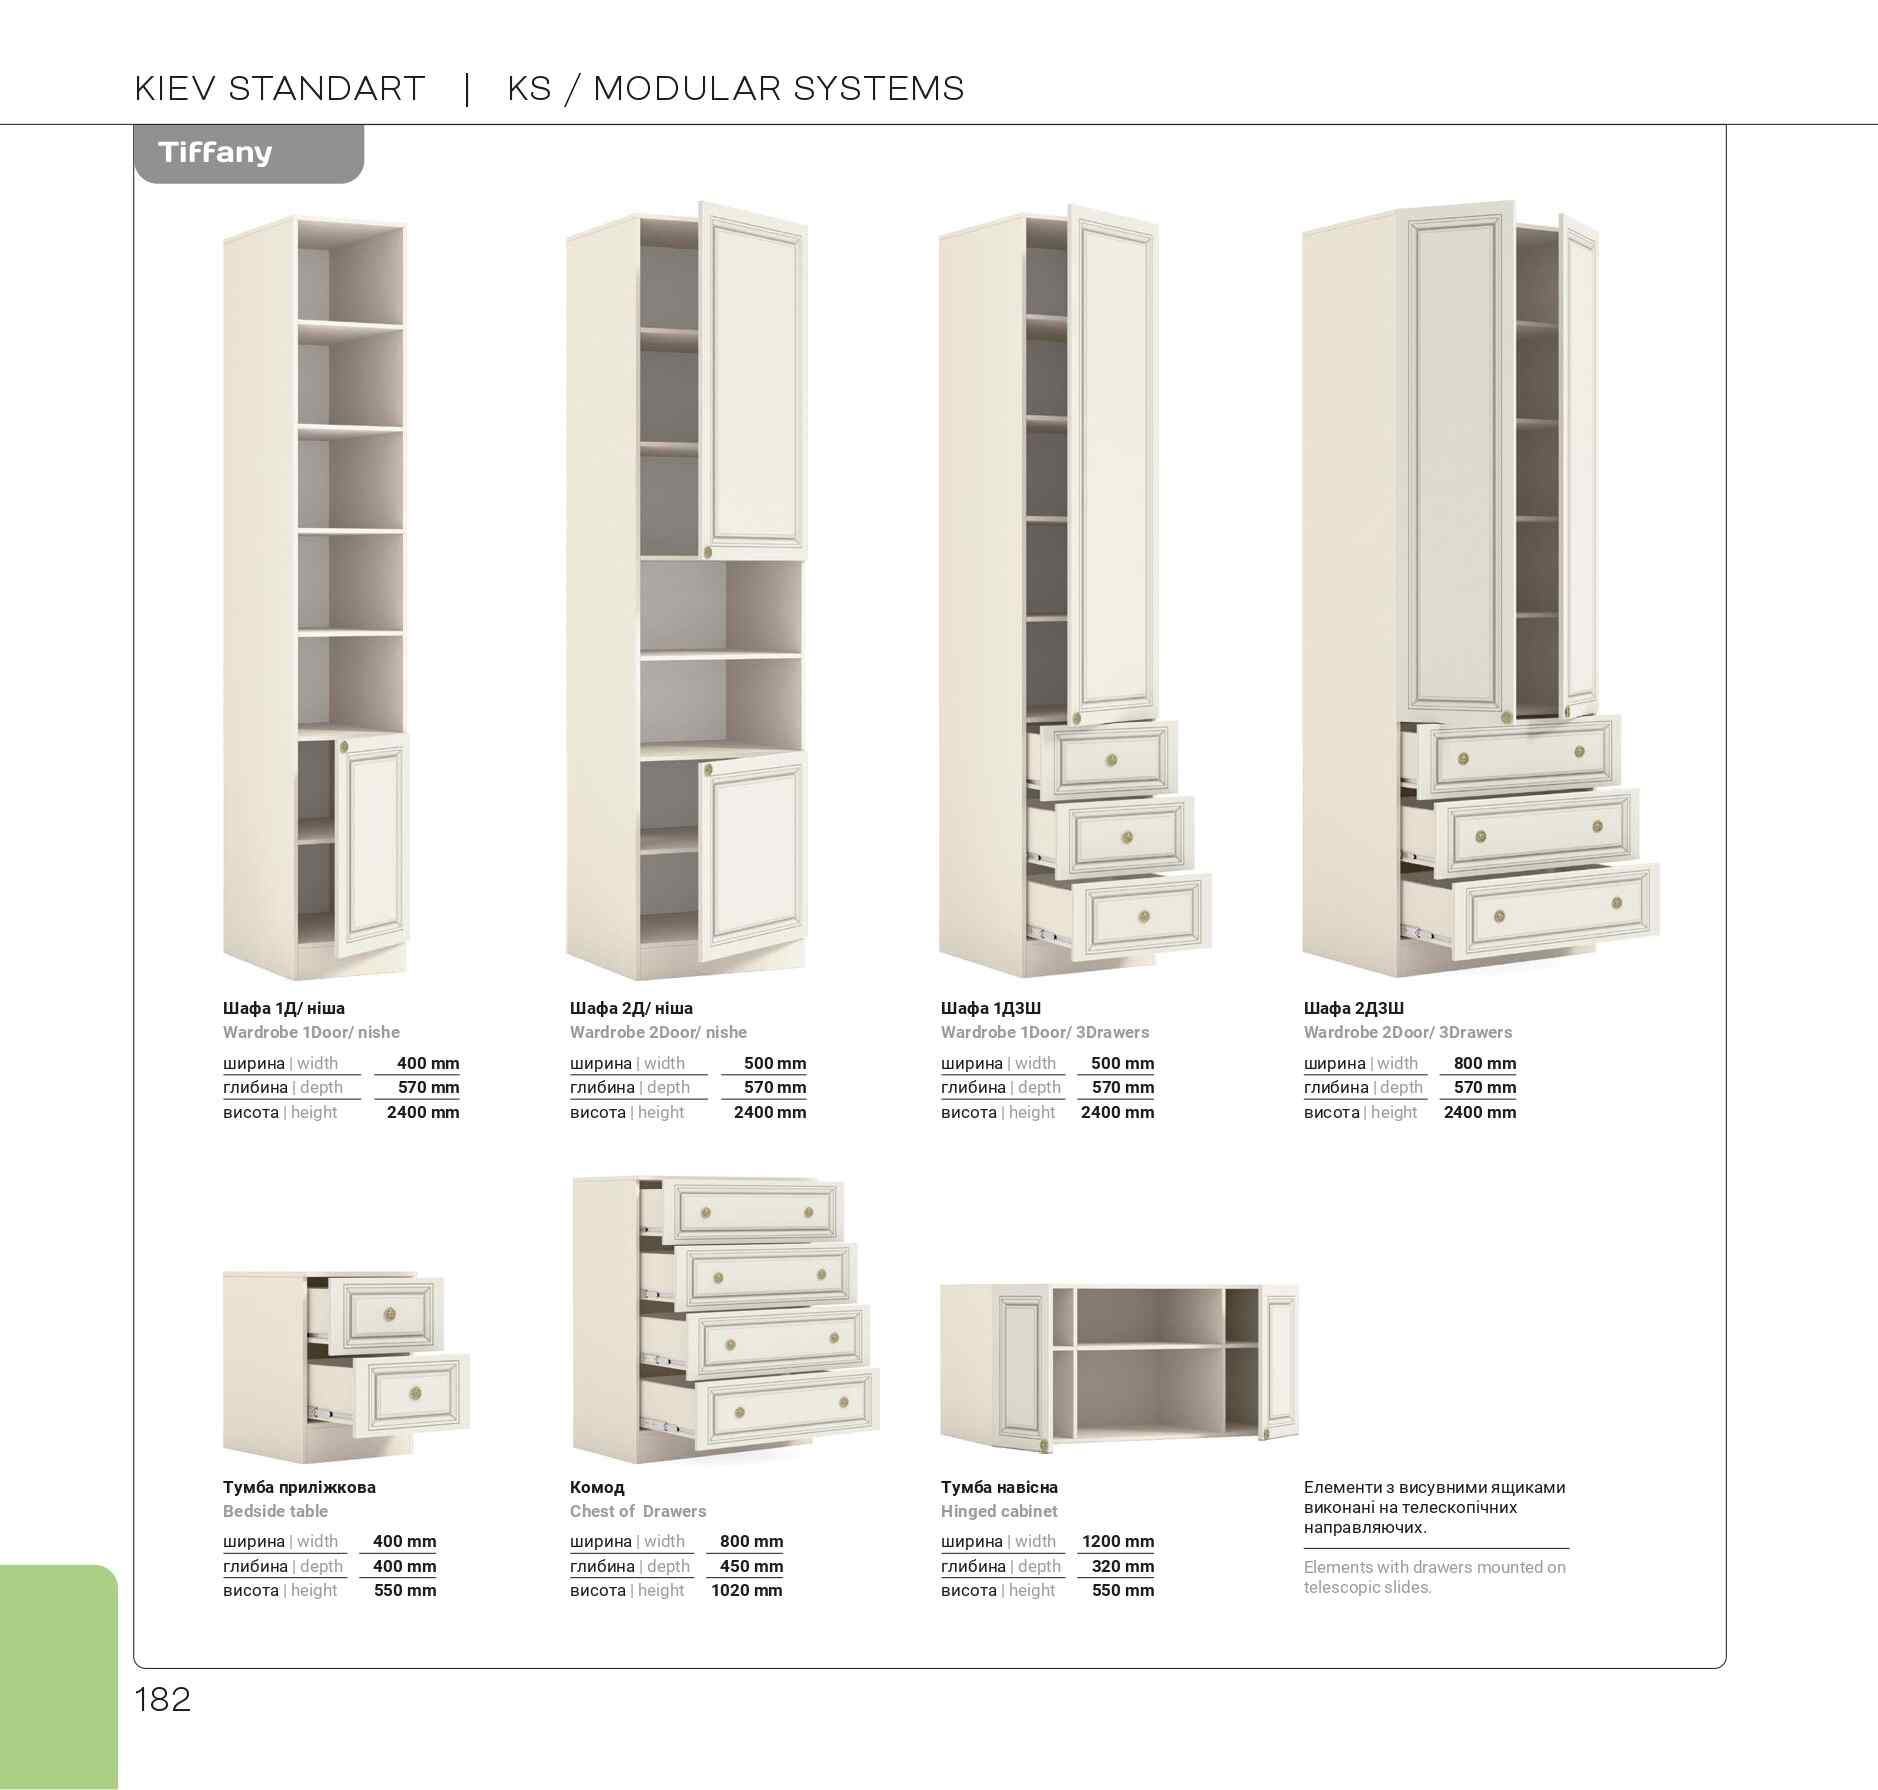 KIEV STANDART | KS / MODULAR SYSTEMS
Tiffany
Шафа 1Д/ ніша
Wardrobe 1Door/ nishe
ширина | width 400 mm
глибина | depth 570 mm
висота | height 2400 mm
Шафа 2Д/ ніша
Wardrobe 2Door/ nishe
ширина | width 500 mm
глибина | depth 570 mm
висота | height 2400 mm
Шафа 1Д3Ш
Wardrobe 1Door/ 3Drawers
ширина | width 500 mm
глибина | depth 570 mm
висота | height 2400 mm
Шафа 2Д3Ш
Wardrobe 2Door/ 3Drawers
ширина | width 800 mm
глибина | depth 570 mm
висота | height 2400 mm
Тумба приліжкова
Bedside table
ширина | width 400 mm
глибина | depth 400 mm
висота | height 550 mm
Комод
Chest of Drawers
ширина | width 800 mm
глибина | depth 450 mm
висота | height 1020 mm
Тумба навісна
Hinged cabinet
ширина | width 1200 mm
глибина | depth 320 mm
висота | height 550 mm
Елементи з висувними ящиками
виконані на телескопічних
направляючих.
Elements with drawers mounted on
telescopic slides.
182